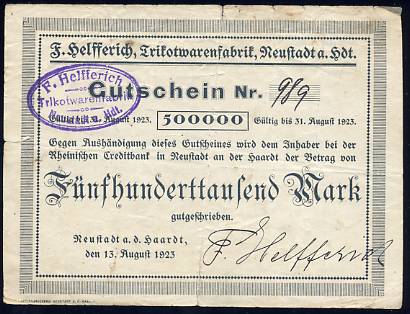 F. Helfferich, Trikotwarenfabrik, Neustadt a. Hdt.
F. Helfferich
Trikotwarenfabrik
Neustadt a. Hdt.
Gutschein Nr. 989
August 1923. 500000 Gültig bis 31. August 1923.
Gegen Aushändigung dieses Gutscheines wird dem Inhaber bei der
Rheinischen Creditbank in Neustadt an der Haardt der Betrag von
Fünfhunderttausend Mark
gutgeschrieben.
Neustadt a. d. Haardt,
den 13. August 1923
F. Helfferich